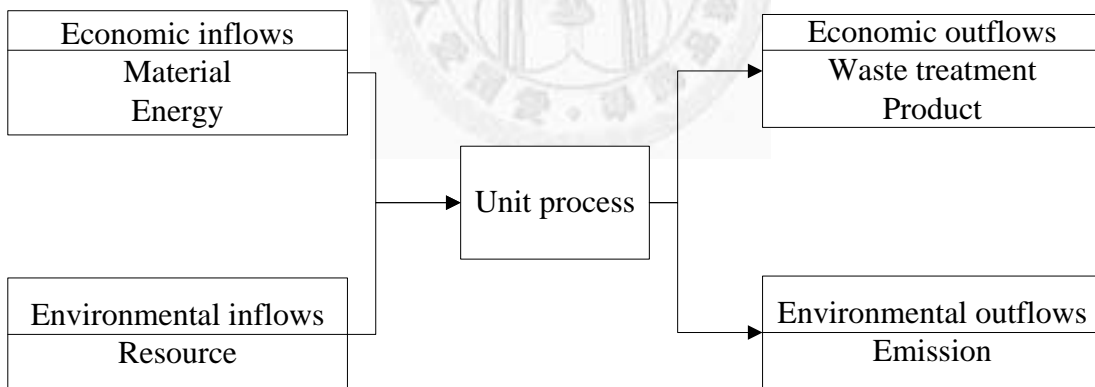 Economic inflows
Material
Energy
Environmental inflows
Resource
Unit process
Economic outflows
Waste treatment
Product
Environmental outflows
Emission